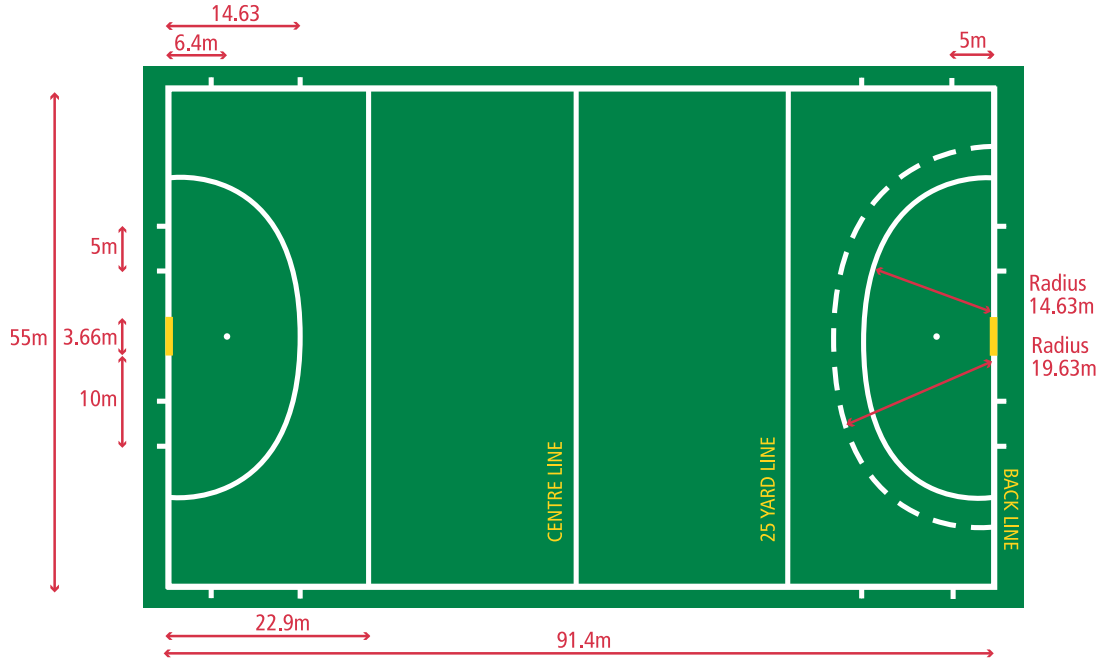 14.63
6.4m
5m
5m
55m
3.66m
10m
Radius
14.63m
Radius
19.63m
CENTRE LINE
25 YARD LINE
BACK LINE
22.9m
91.4m